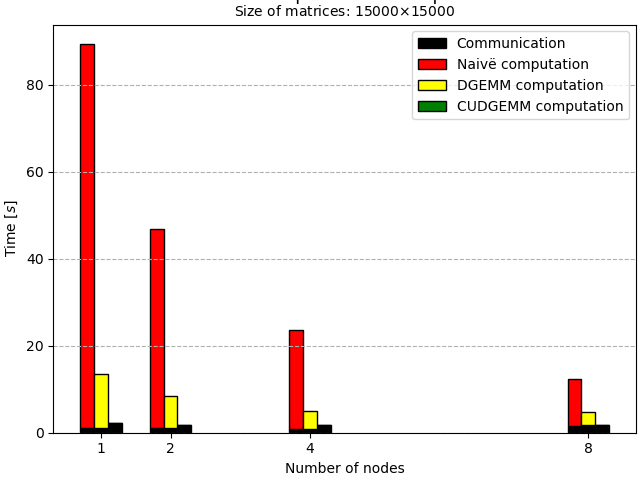 Size of matrices: 15000×15000
Communication
Naivë computation
DGEMM computation
CUDGEMM computation
Time [s]
80
60
40
20
0
1 2 4 8
Number of nodes